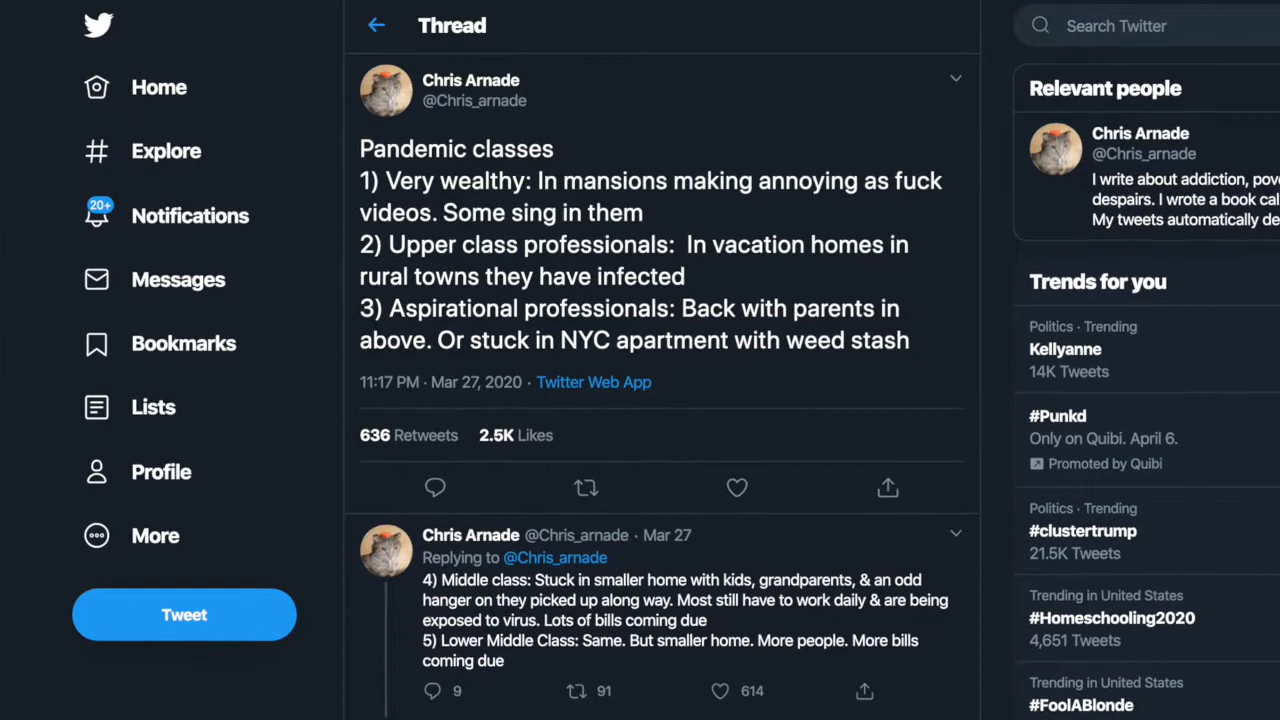 Thread
Search Twitter
Home
Explore
20+
Notifications
Messages
Bookmarks
Lists
Profile
More
Tweet
Chris Arnade
@Chris_arnade
Pandemic classes
1) Very wealthy: In mansions making annoying as fuck
videos. Some sing in them
2) Upper class professionals:  In vacation homes in
rural towns they have infected
3) Aspirational professionals: Back with parents in
above. Or stuck in NYC apartment with weed stash
11:17 PM · Mar 27, 2020 · Twitter Web App
636 Retweets 2.5K Likes
Chris Arnade @Chris_arnade · Mar 27
Replying to @Chris_arnade
4) Middle class: Stuck in smaller home with kids, grandparents, & an odd
hanger on they picked up along way. Most still have to work daily & are being
exposed to virus. Lots of bills coming due
5) Lower Middle Class: Same. But smaller home. More people. More bills
coming due
9 91 614
Relevant people
Chris Arnade
@Chris_arnade
I write about addiction, pov
despairs. I wrote a book cal
My tweets automatically de
Trends for you
Politics · Trending
Kellyanne
14K Tweets
#Punkd
Only on Quibi. April 6.
Promoted by Quibi
Politics · Trending
#clustertrump
21.5K Tweets
Trending in United States
#Homeschooling2020
4,651 Tweets
Trending in United States
#FoolABlonde